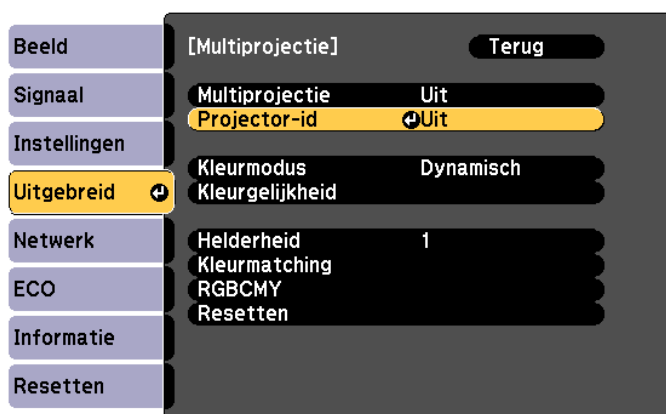 Beeld
Signaal
Instellingen
Uitgebreid
Netwerk
ECO
Informatie
Resetten
[Multiprojectie] Terug
Multiprojectie Uit
Projector-id Uit
Kleurmodus Dynamisch
Kleurgelijkheid
Helderheid 1
Kleurmatching
RGBCMY
Resetten